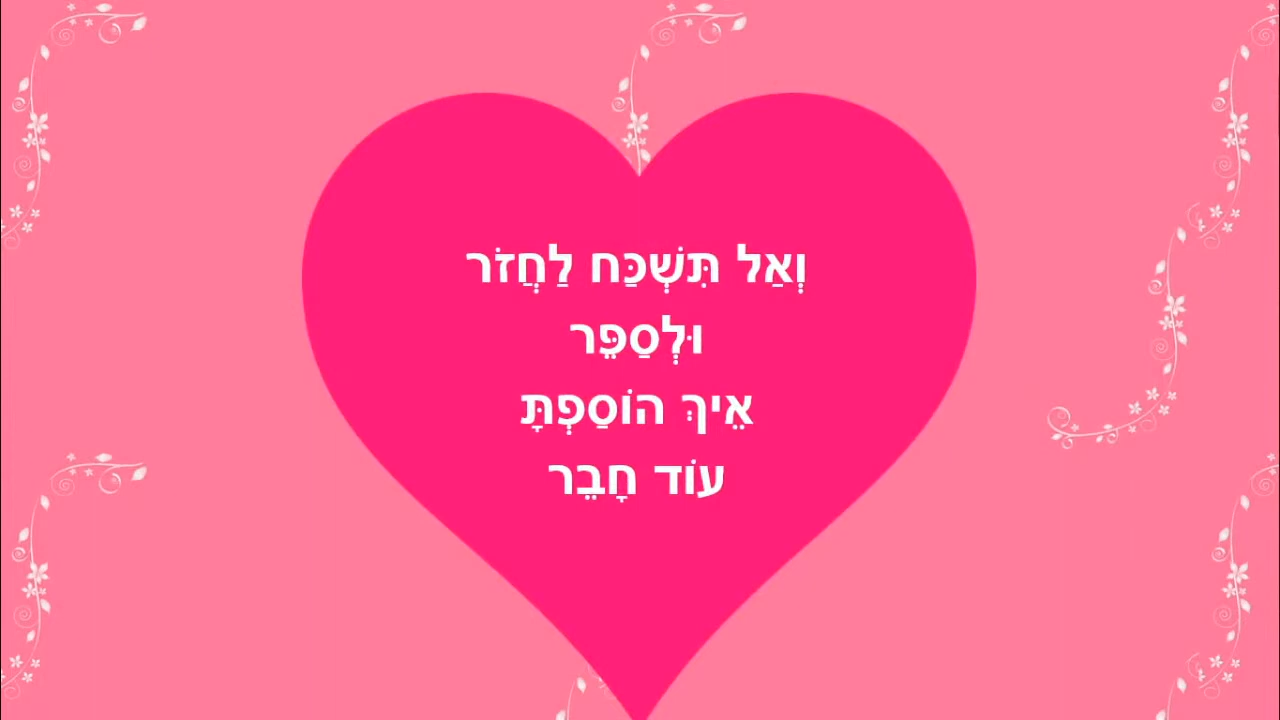 וְאַל תִּשְׁכַּח לַחֲזֹר
וּלְסַפֵּר
אֵיךְ הוֹסַפְתָּ
עוֹד חָבֵר